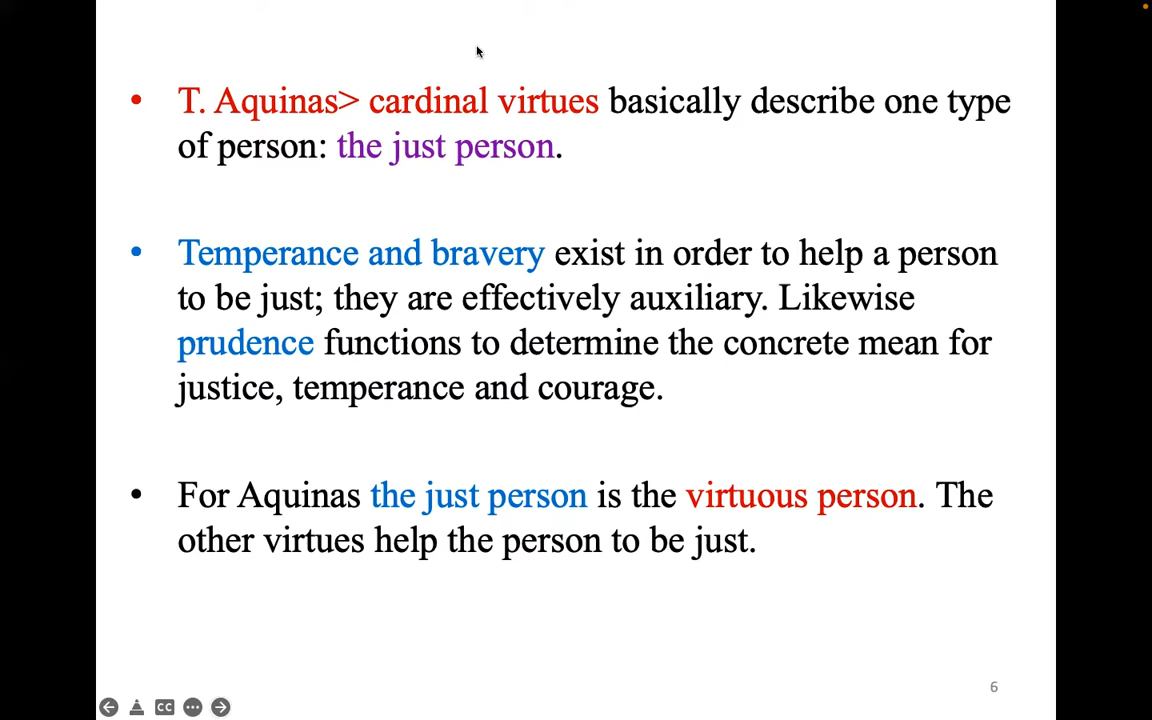 • T. Aquinas> cardinal virtues basically describe one type
of person: the just person.
• Temperance and bravery exist in order to help a person
to be just; they are effectively auxiliary. Likewise
prudence functions to determine the concrete mean for
justice, temperance and courage.
• For Aquinas the just person is the virtuous person. The
other virtues help the person to be just.
6
CC